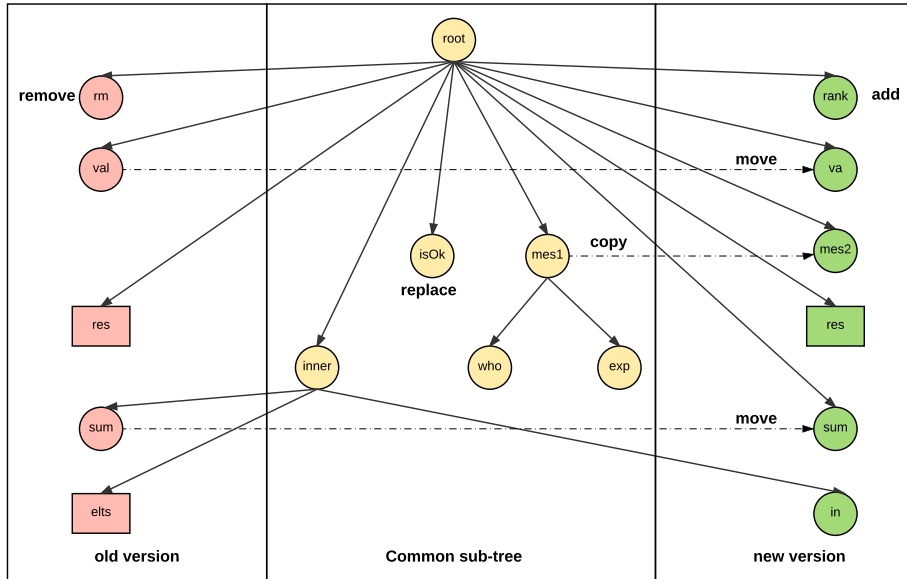 root
remove
rm
rank
add
val
move
va
isOk
replace
mes1
copy
mes2
res
res
inner
who
exp
sum
move
sum
elts
in
old version
Common sub-tree
new version